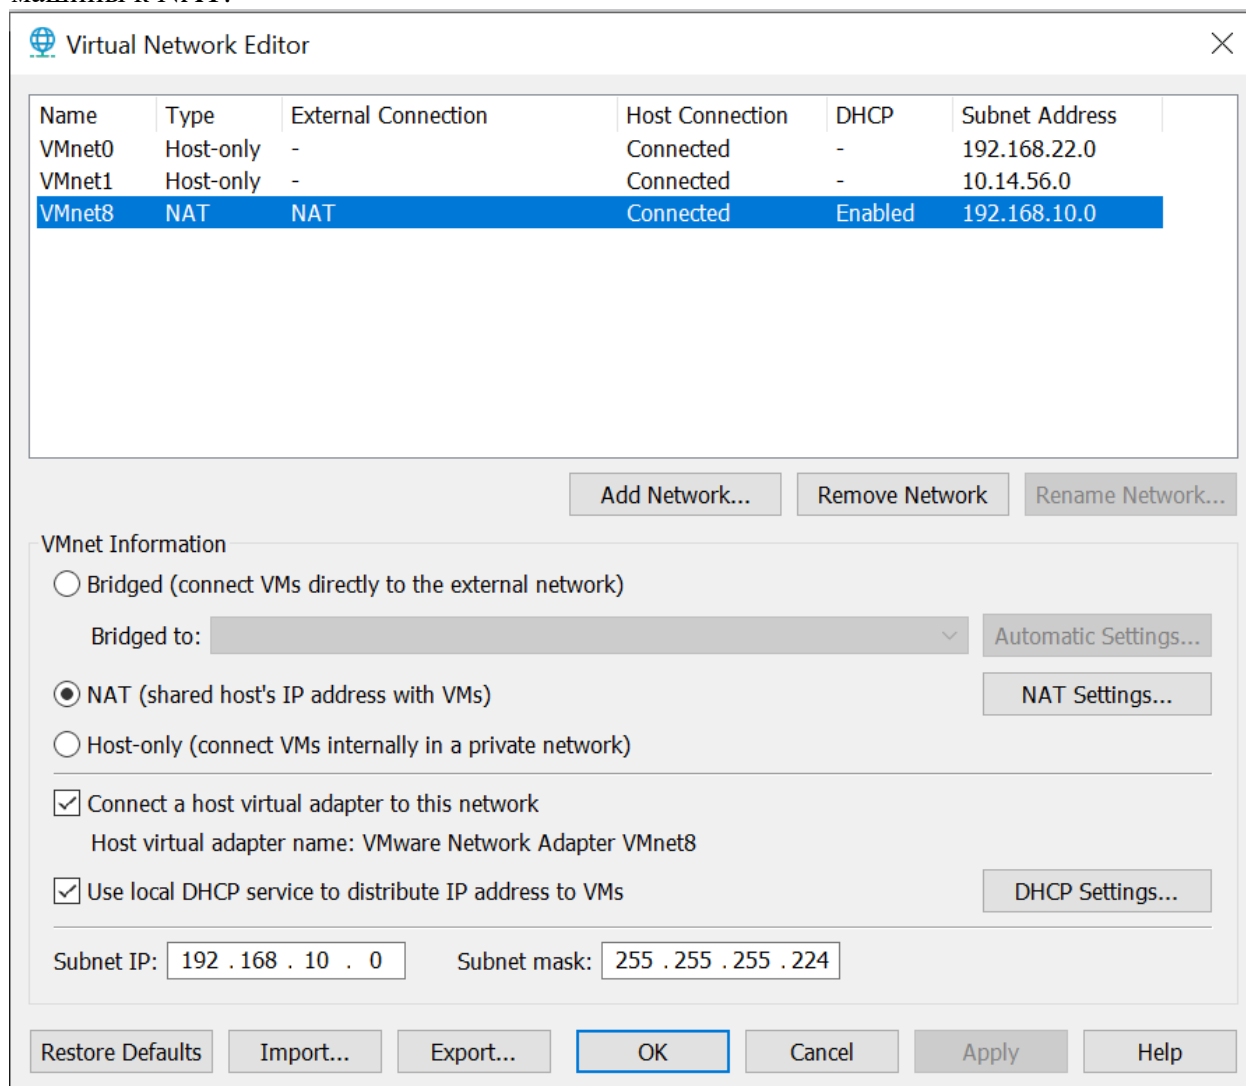 машины к NAT.
Virtual Network Editor
Name Type External Connection Host Connection DHCP Subnet Address
VMnet0 Host-only - Connected - 192.168.22.0
VMnet1 Host-only - Connected - 10.14.56.0
VMnet8 NAT NAT Connected Enabled 192.168.10.0
Add Network... Remove Network Rename Network...
VMnet Information
Bridged (connect VMs directly to the external network)
Bridged to: Automatic Settings...
NAT (shared host's IP address with VMs) NAT Settings...
Host-only (connect VMs internally in a private network)
Connect a host virtual adapter to this network
Host virtual adapter name: VMware Network Adapter VMnet8
Use local DHCP service to distribute IP address to VMs DHCP Settings...
Subnet IP: 192 . 168 . 10 . 0 Subnet mask: 255 . 255 . 255 . 224
Restore Defaults Import... Export... OK Cancel Apply Help